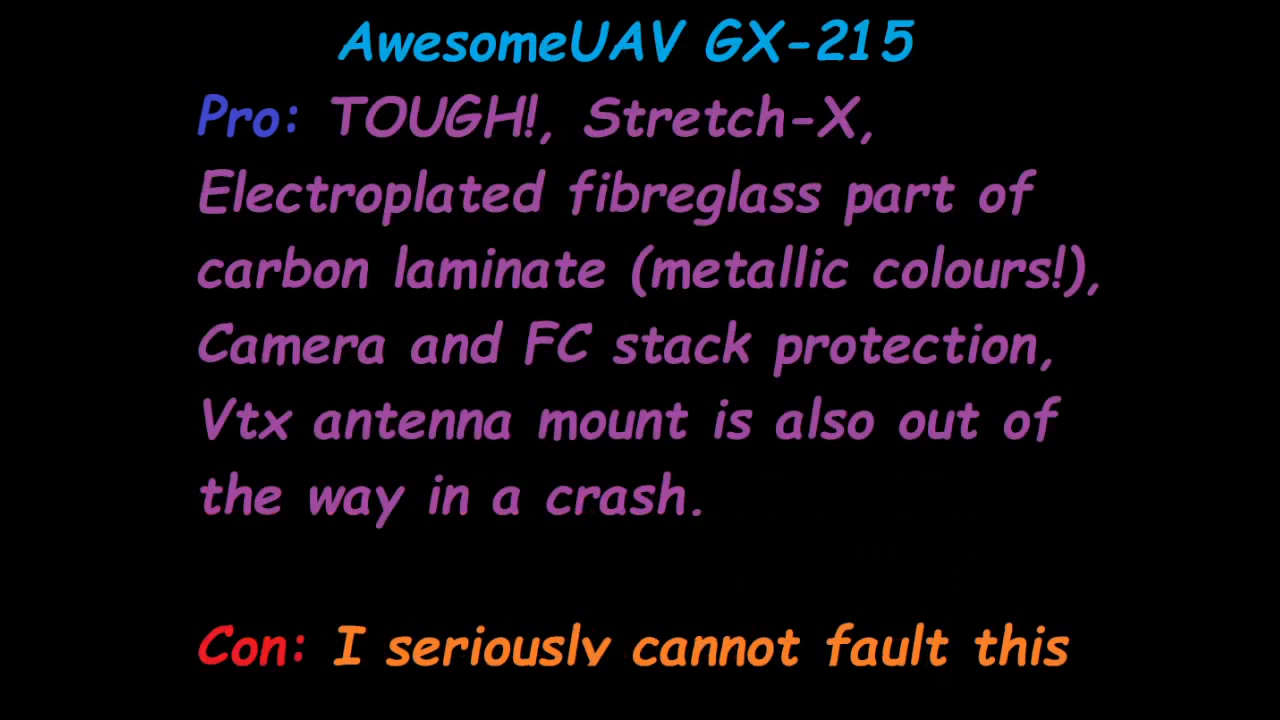 AwesomeUAV GX-215
Pro: TOUGH!, Stretch-X,
Electroplated fibreglass part of
carbon laminate (metallic colours!),
Camera and FC stack protection,
Vtx antenna mount is also out of
the way in a crash.
Con: I seriously cannot fault this